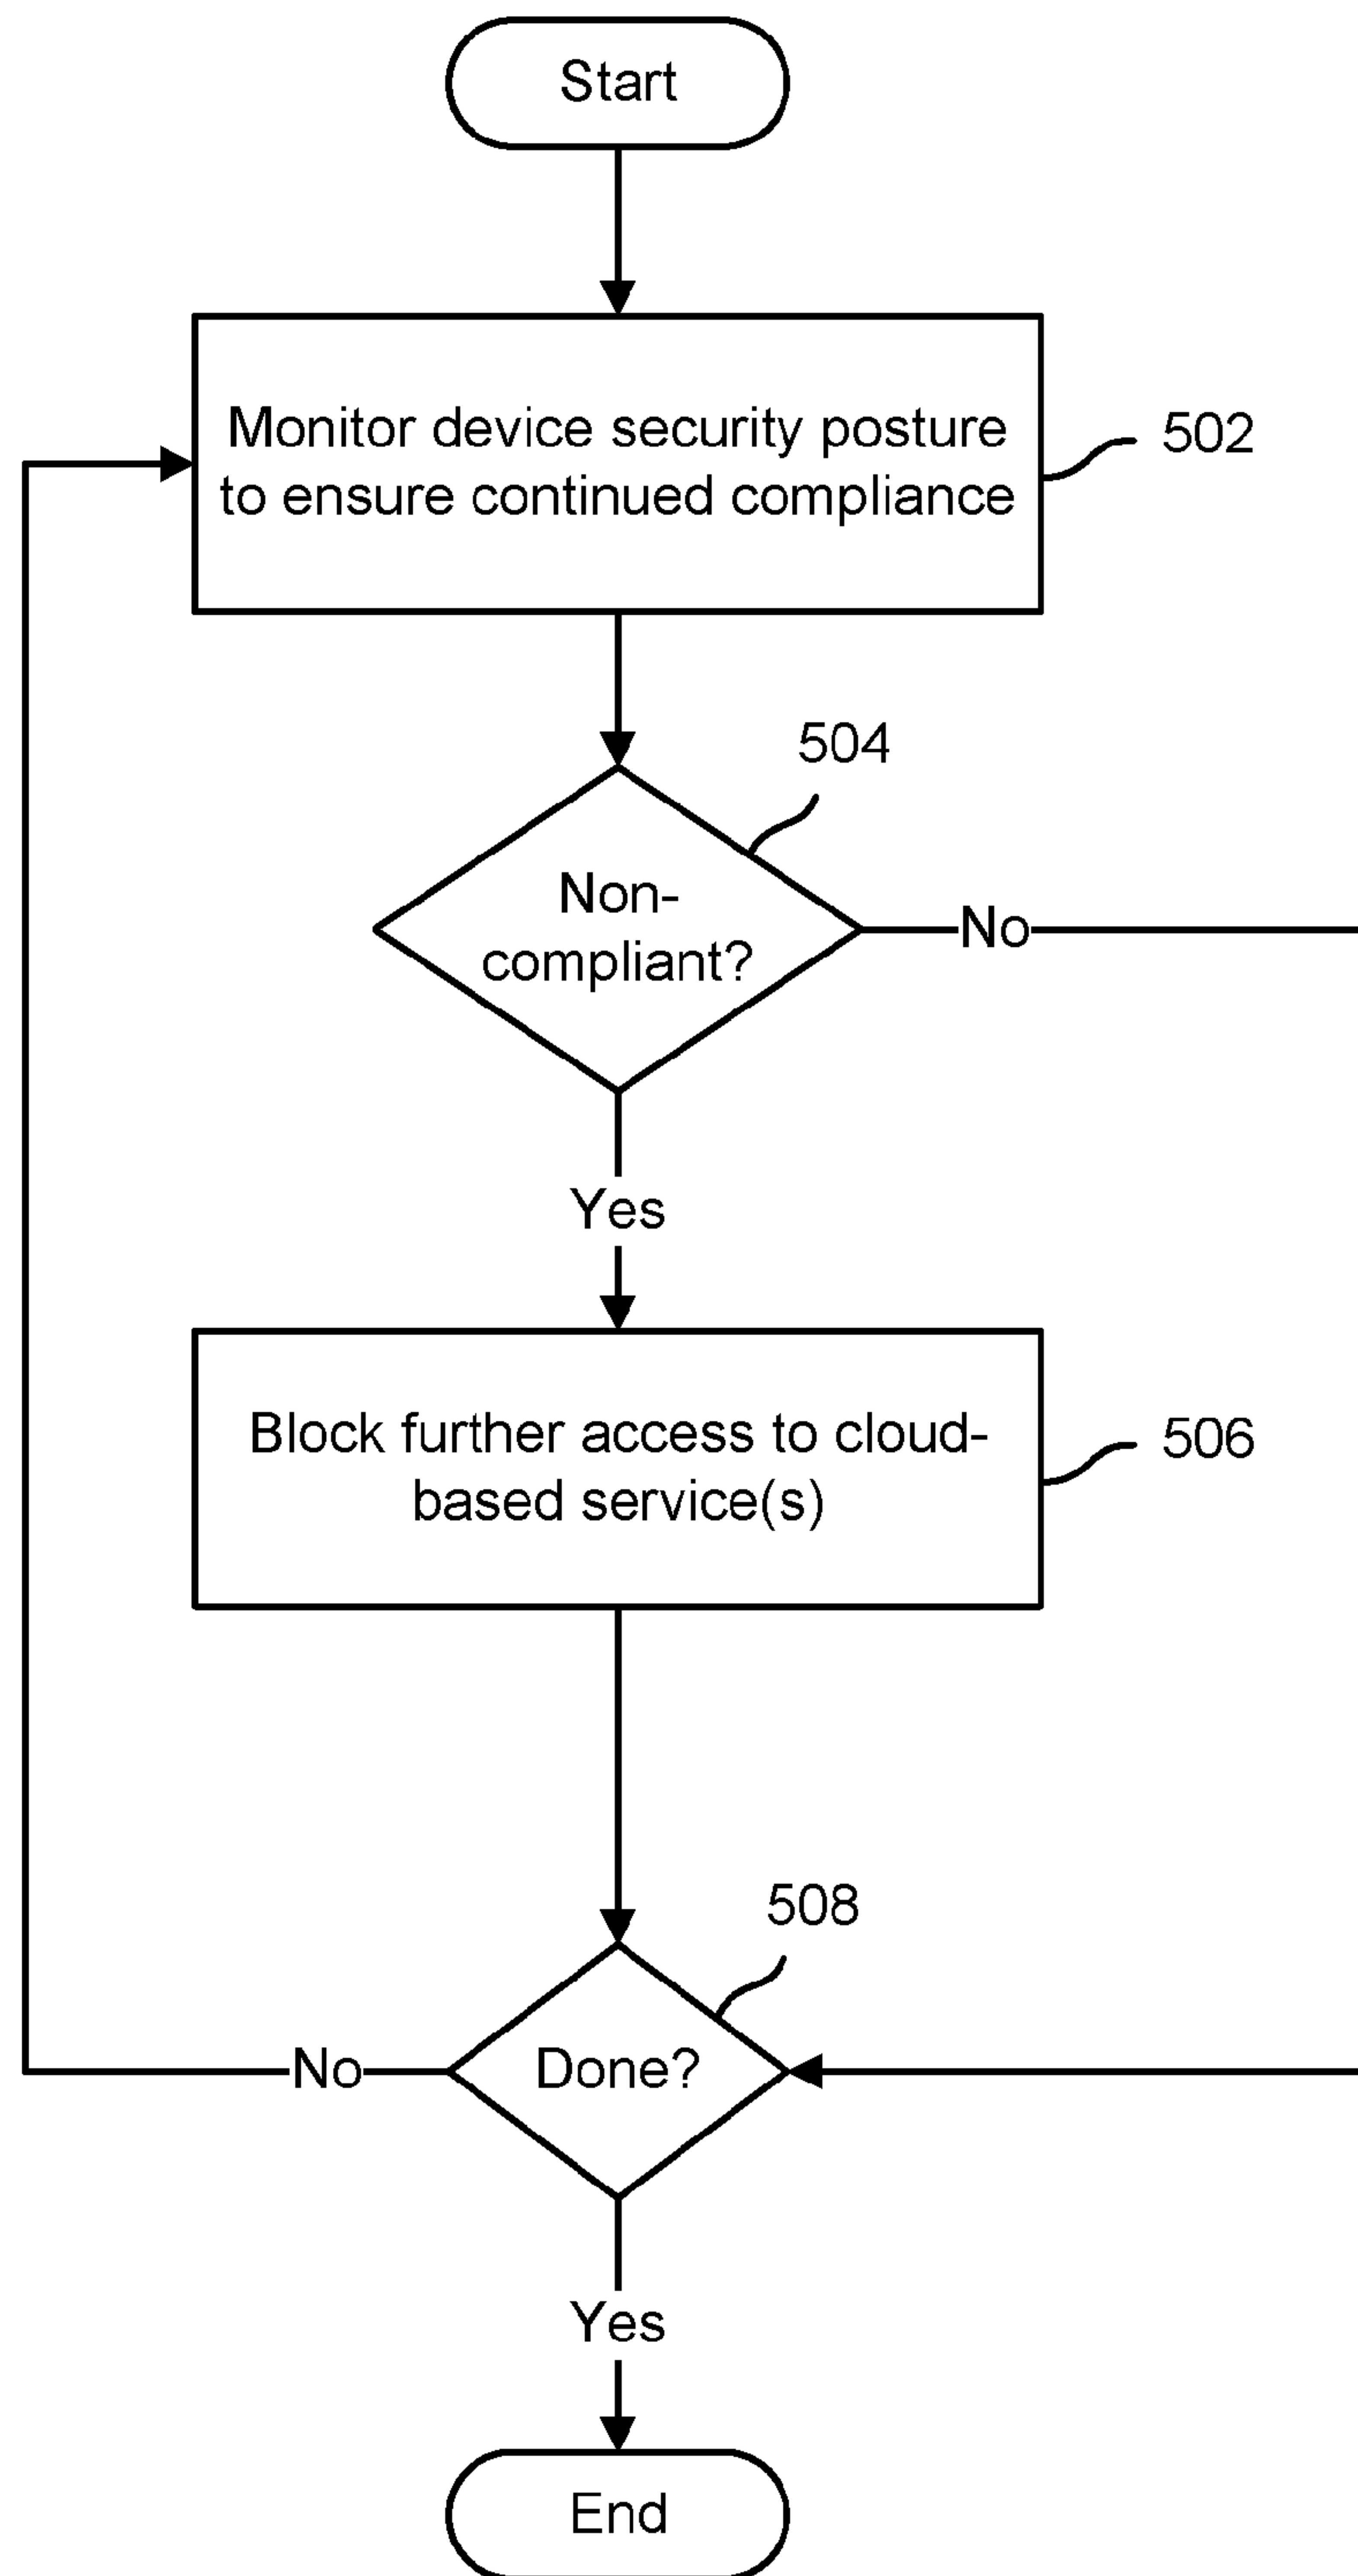 Start
Monitor device security posture
to ensure continued compliance
502
504
Non-
compliant?
No
Yes
Block further access to cloud-
based service(s)
506
508
Done?
No
Yes
End